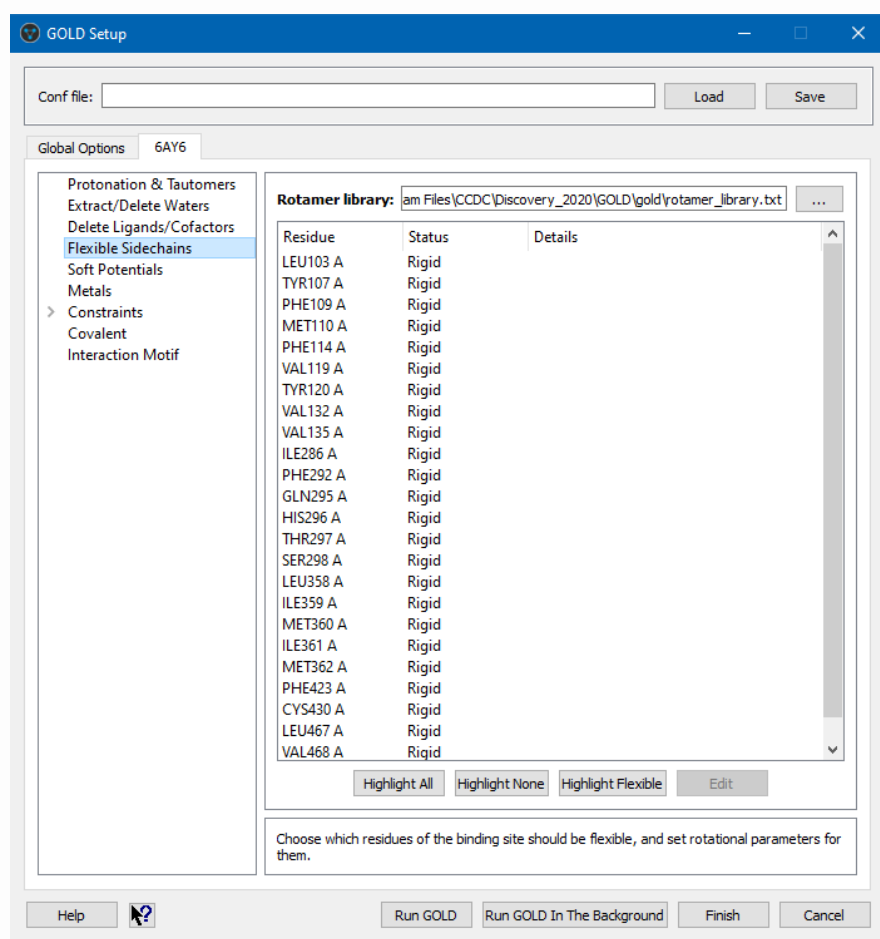 GOLD Setup
Conf file:
Load
Save
Global Options
6AY6
Protonation & Tautomers
Extract/Delete Waters
Delete Ligands/Cofactors
Flexible Sidechains
Soft Potentials
Metals
Constraints
Covalent
Interaction Motif
Rotamer library: am Files\CCDC\Discovery_2020\GOLD\gold\rotamer_library.txt ...
Residue Status Details
LEU103 A Rigid
TYR107 A Rigid
PHE109 A Rigid
MET110 A Rigid
PHE114 A Rigid
VAL119 A Rigid
TYR120 A Rigid
VAL132 A Rigid
VAL135 A Rigid
ILE286 A Rigid
PHE292 A Rigid
GLN295 A Rigid
HIS296 A Rigid
THR297 A Rigid
SER298 A Rigid
LEU358 A Rigid
ILE359 A Rigid
MET360 A Rigid
ILE361 A Rigid
MET362 A Rigid
PHE423 A Rigid
CYS430 A Rigid
LEU467 A Rigid
VAL468 A Rigid
Highlight All Highlight None Highlight Flexible Edit
Choose which residues of the binding site should be flexible, and set rotational parameters for
them.
Help ? Run GOLD Run GOLD In The Background Finish Cancel